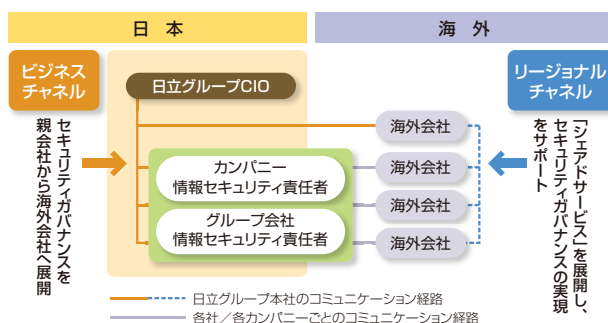 日本
海外
ビジネス
チャネル
リージョナル
チャネル
日立グループCIO
海外会社
カンパニー
情報セキュリティ責任者
海外会社
海外会社
グループ会社
情報セキュリティ責任者
海外会社
セキュリティガバナンスを
親会社から海外会社へ展開
「シェアドサービス」を展開し、
セキュリティガバナンスの実現
をサポート
日立グループ本社のコミュニケーション経路
各社/各カンパニーごとのコミュニケーション経路